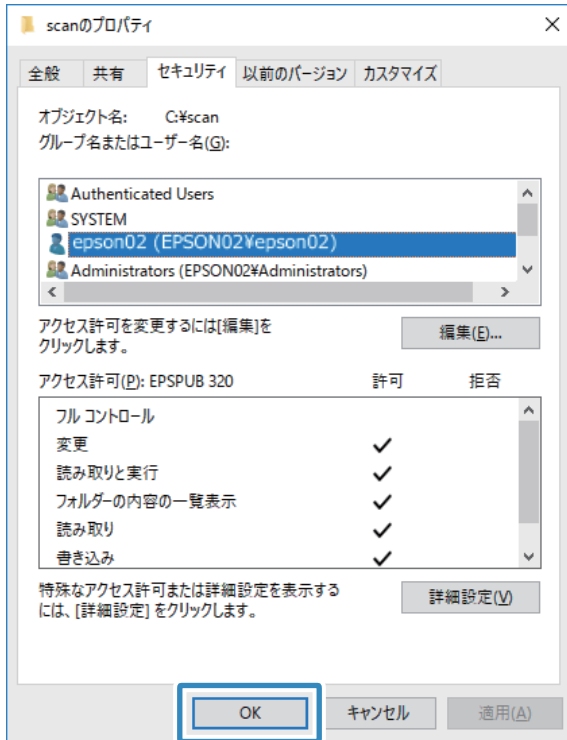 scanのプロパティ
全般 共有 セキュリティ 以前のバージョン カスタマイズ
オブジェクト名: C:¥scan
グループ名またはユーザー名(G):
Authenticated Users
SYSTEM
epson02 (EPSON02¥epson02)
Administrators (EPSON02¥Administrators)
アクセス許可を変更するには[編集]を
クリックします。
編集(E)...
アクセス許可(P): EPSPUB 320 許可 拒否
フル コントロール
変更
読み取りと実行
フォルダーの内容の一覧表示
読み取り
書き込み
特殊なアクセス許可または詳細設定を表示する
には、[詳細設定] をクリックします。
詳細設定(V)
OK キャンセル 適用(A)